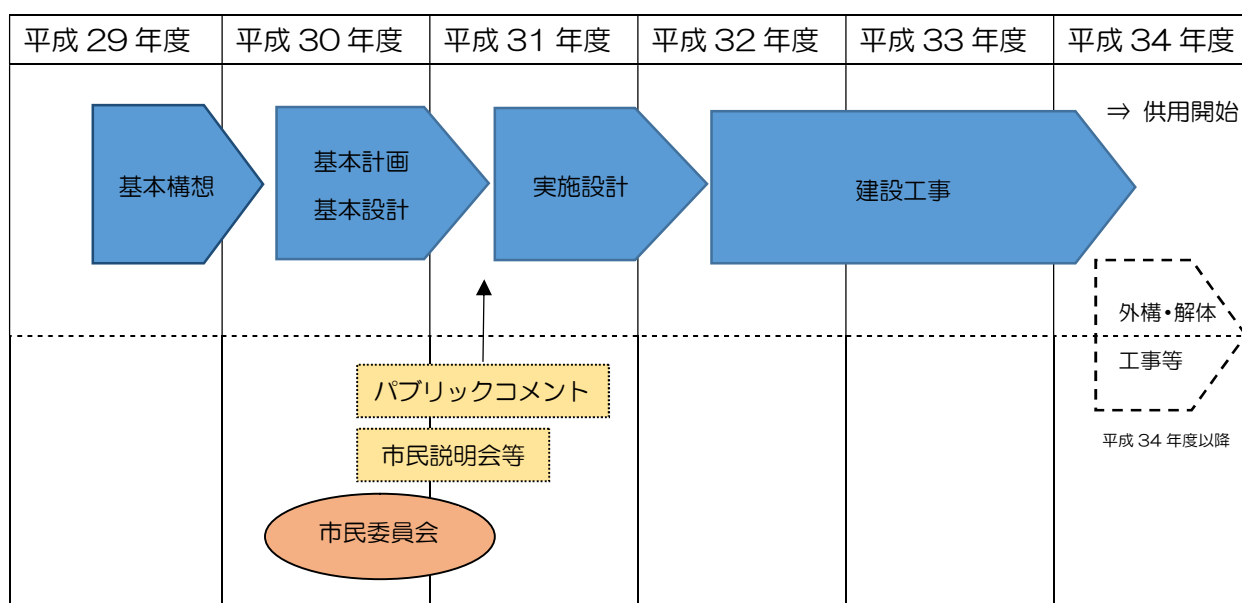 平成 29 年度
平成 30 年度
平成 31 年度
平成 32 年度
平成 33 年度
平成 34 年度
⇒ 供用開始
基本構想
基本計画
基本設計
実施設計
建設工事
外構・解体
工事等
平成 34 年度以降
パブリックコメント
市民説明会等
市民委員会